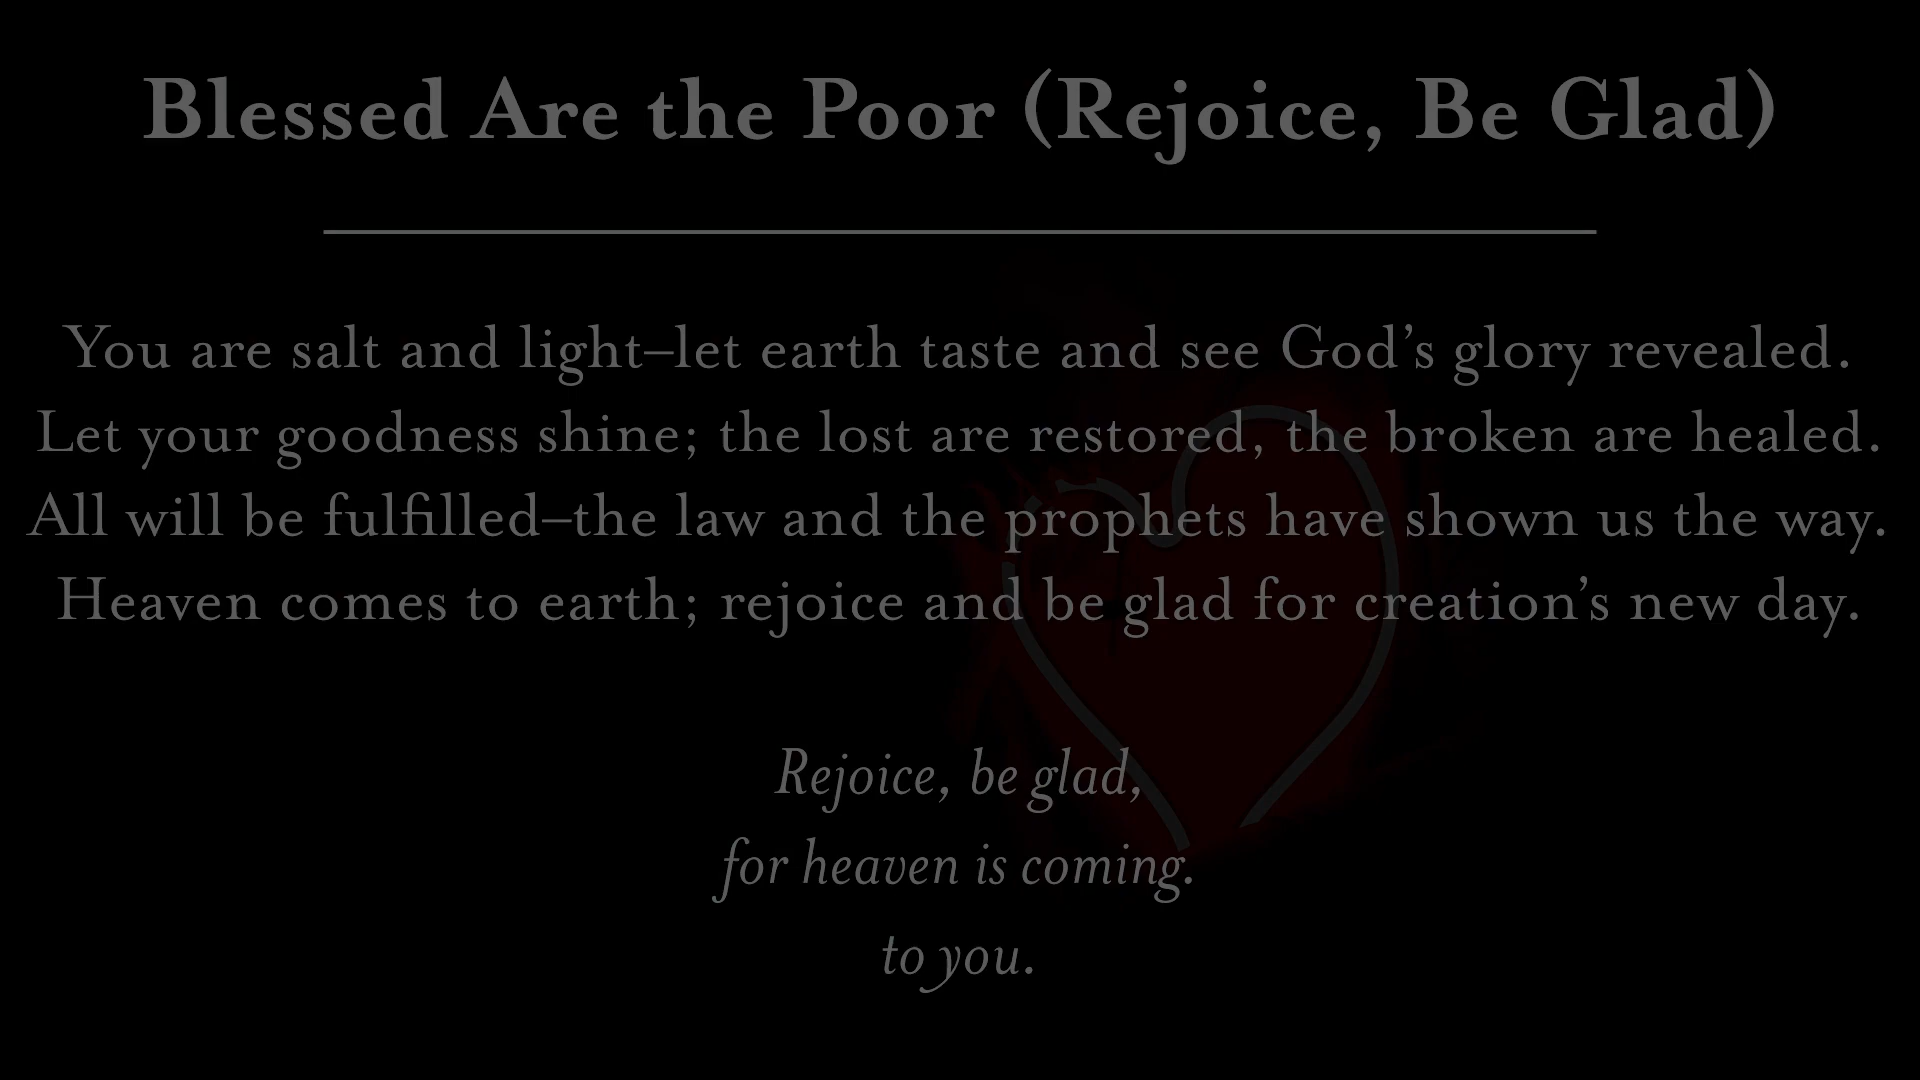 Blessed Are the Poor (Rejoice, Be Glad)
You are salt and light–let earth taste and see God’s glory revealed.
Let your goodness shine; the lost are restored, the broken are healed.
All will be fulfilled–the law and the prophets have shown us the way.
Heaven comes to earth; rejoice and be glad for creation’s new day.
Rejoice, be glad,
for heaven is coming.
to you.